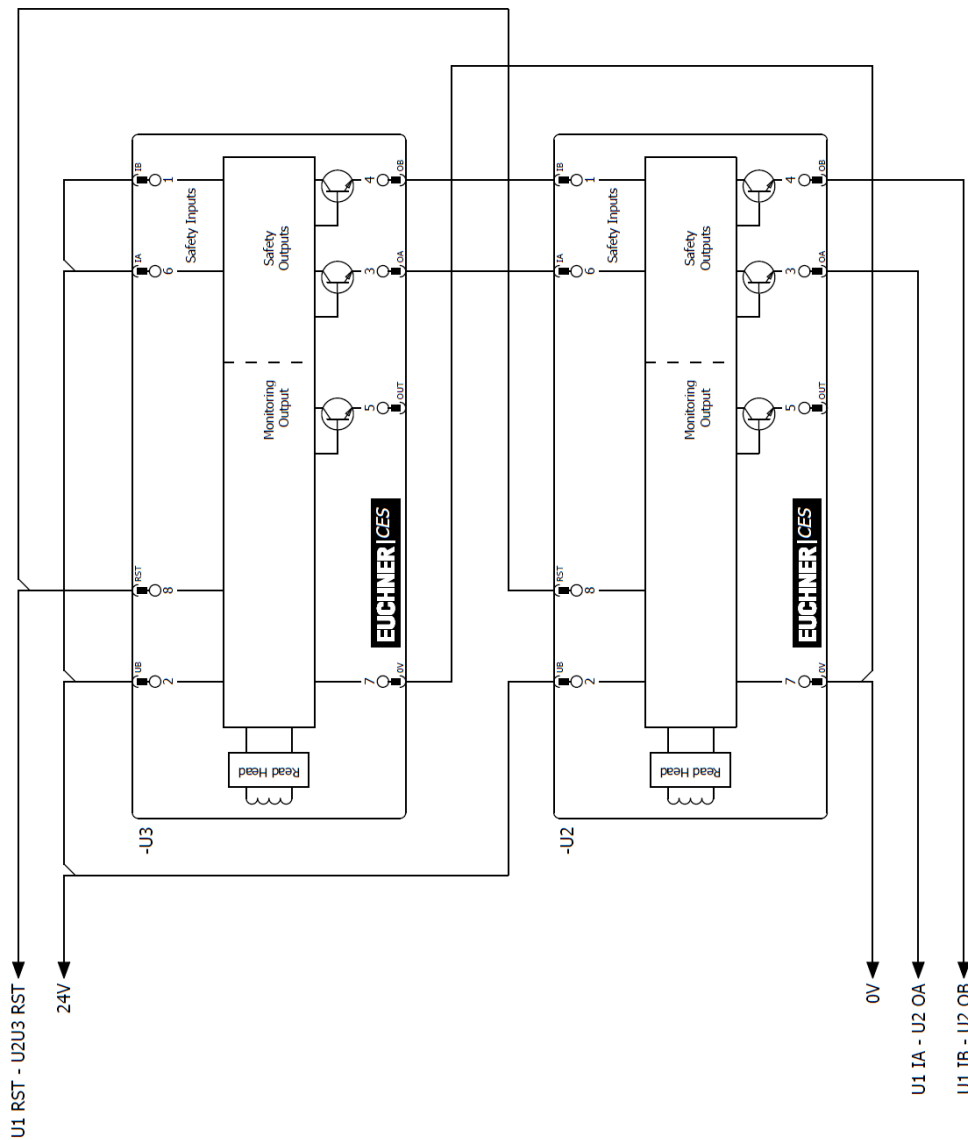 IB
1
Safety Inputs
IA
6
RST
8
UB
2
Safety
Outputs
Monitoring
Output
4
OB
3
OA
5
OUT
7
0V
EUCHNER|CES
Read Head
-U3
IB
1
Safety Inputs
IA
6
RST
8
UB
2
Safety
Outputs
Monitoring
Output
4
OB
3
OA
5
OUT
7
0V
EUCHNER|CES
Read Head
-U2
U1 RST - U2U3 RST
24V
0V
U1 IA - U2 OA
U1 IB - U2 OB